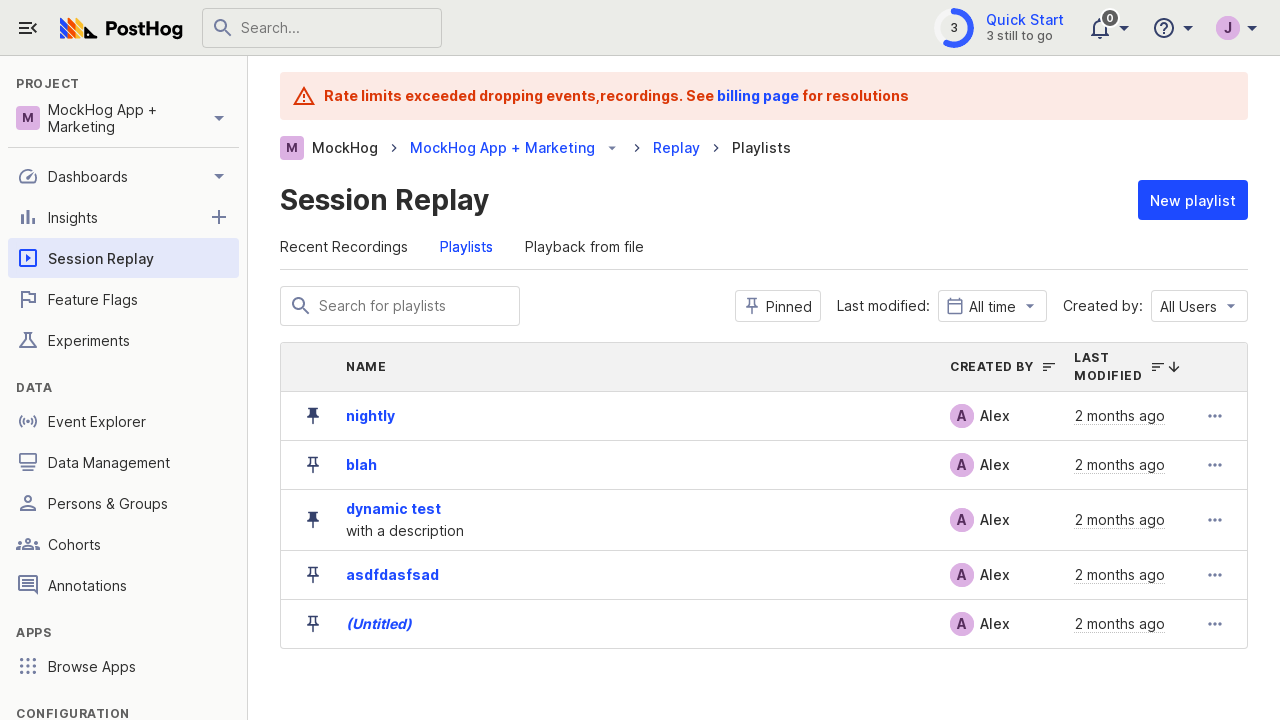 PostHog
Search...
3
Quick Start
3 still to go
0
J
PROJECT
M
MockHog App +
Marketing
Dashboards
Insights
Session Replay
Feature Flags
Experiments
DATA
Event Explorer
Data Management
Persons & Groups
Cohorts
Annotations
APPS
Browse Apps
CONFIGURATION
Rate limits exceeded dropping events,recordings. See billing page for resolutions
M MockHog MockHog App + Marketing Replay Playlists
Session Replay
New playlist
Recent Recordings Playlists Playback from file
Search for playlists
Pinned
Last modified: All time
Created by: All Users
NAME CREATED BY LAST
MODIFIED
nightly A Alex 2 months ago
blah A Alex 2 months ago
dynamic test
with a description
A Alex 2 months ago
asdfdasfsad A Alex 2 months ago
(Untitled) A Alex 2 months ago